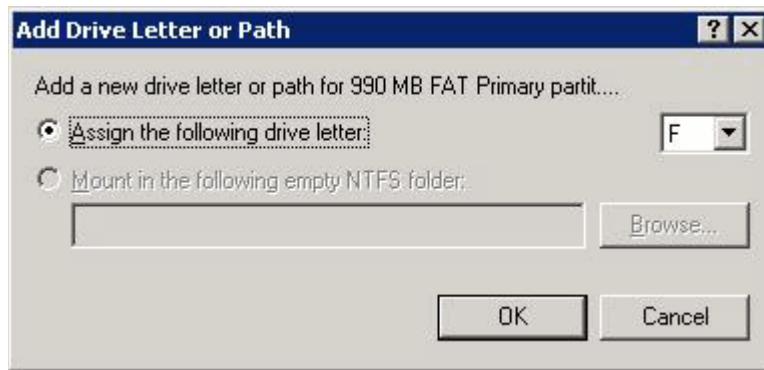 Add Drive Letter or Path
Add a new drive letter or path for 990 MB FAT Primary partit....
Assign the following drive letter: F
Mount in the following empty NTFS folder:
Browse...
OK Cancel